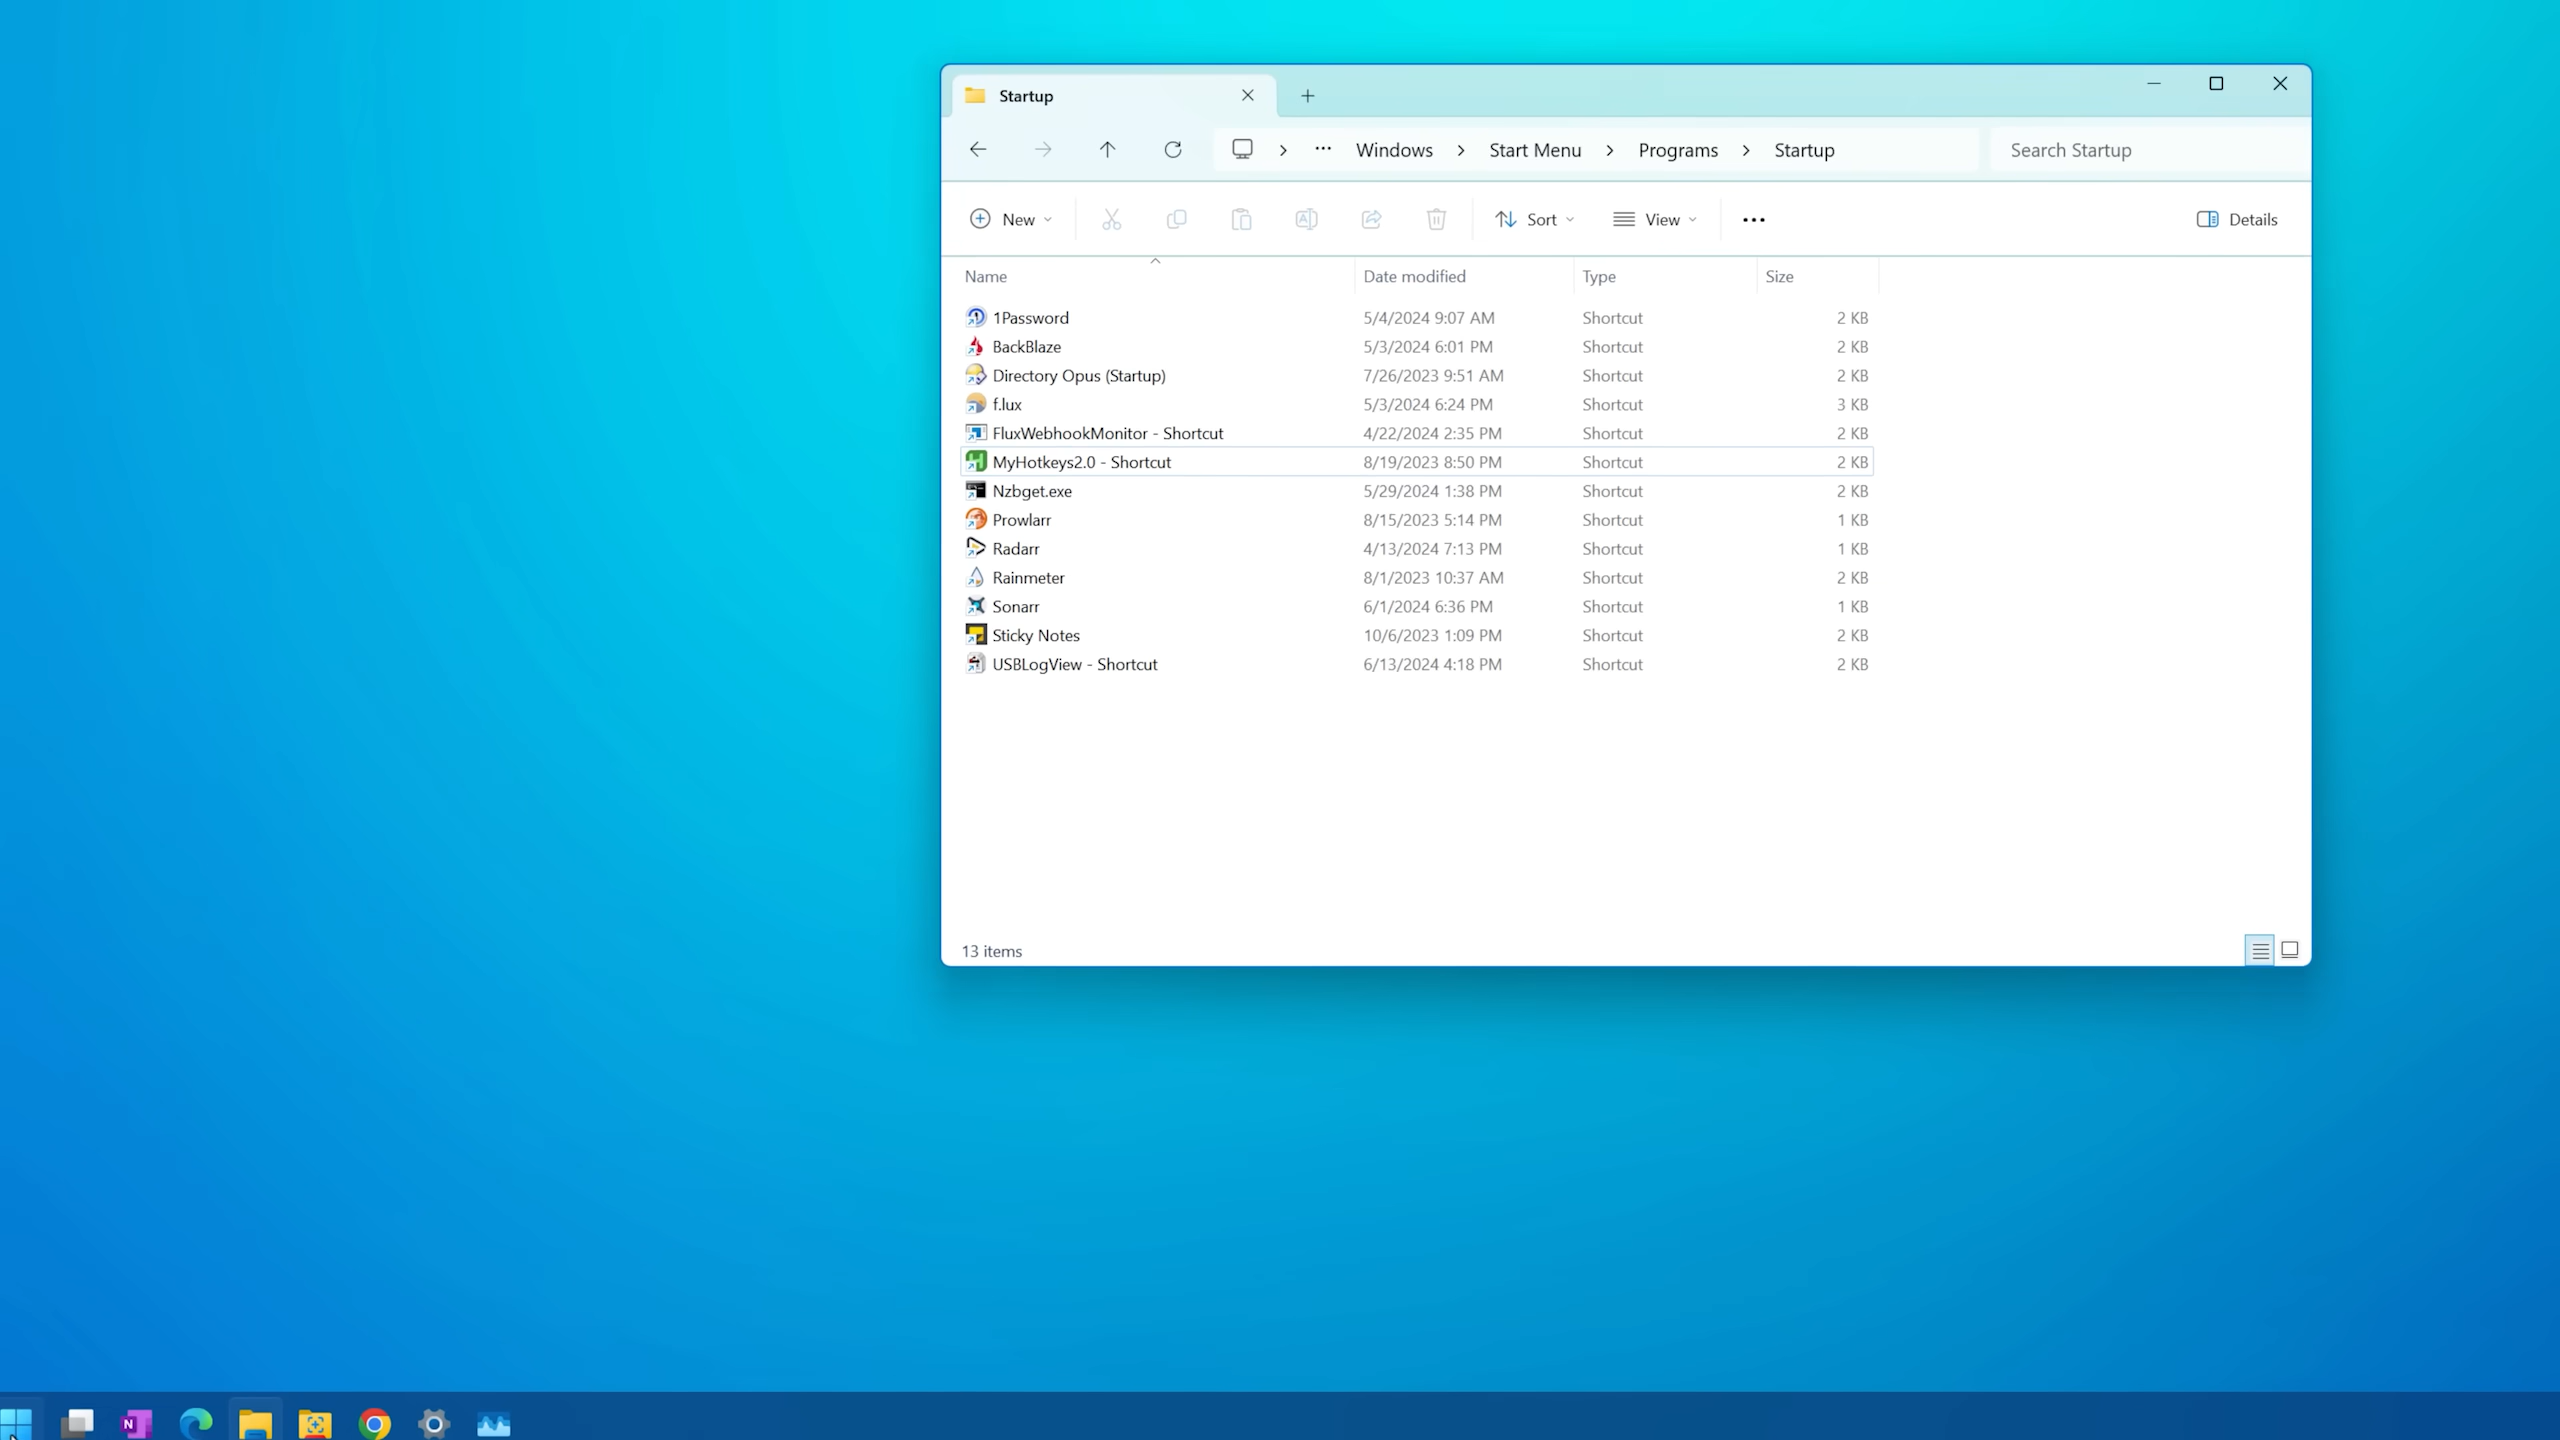 Startup
Windows > Start Menu > Programs > Startup Search Startup
New Sort View ... Details
Name Date modified Type Size
1Password 5/4/2024 9:07 AM Shortcut 2 KB
BackBlaze 5/3/2024 6:01 PM Shortcut 2 KB
Directory Opus (Startup) 7/26/2023 9:51 AM Shortcut 2 KB
f.lux 5/3/2024 6:24 PM Shortcut 3 KB
FluxWebhookMonitor - Shortcut 4/22/2024 2:35 PM Shortcut 2 KB
MyHotkeys2.0 - Shortcut 8/19/2023 8:50 PM Shortcut 2 KB
Nzbget.exe 5/29/2024 1:38 PM Shortcut 2 KB
Prowlarr 8/15/2023 5:14 PM Shortcut 1 KB
Radarr 4/13/2024 7:13 PM Shortcut 1 KB
Rainmeter 8/1/2023 10:37 AM Shortcut 2 KB
Sonarr 6/1/2024 6:36 PM Shortcut 1 KB
Sticky Notes 10/6/2023 1:09 PM Shortcut 2 KB
USBLogView - Shortcut 6/13/2024 4:18 PM Shortcut 2 KB
13 items
N